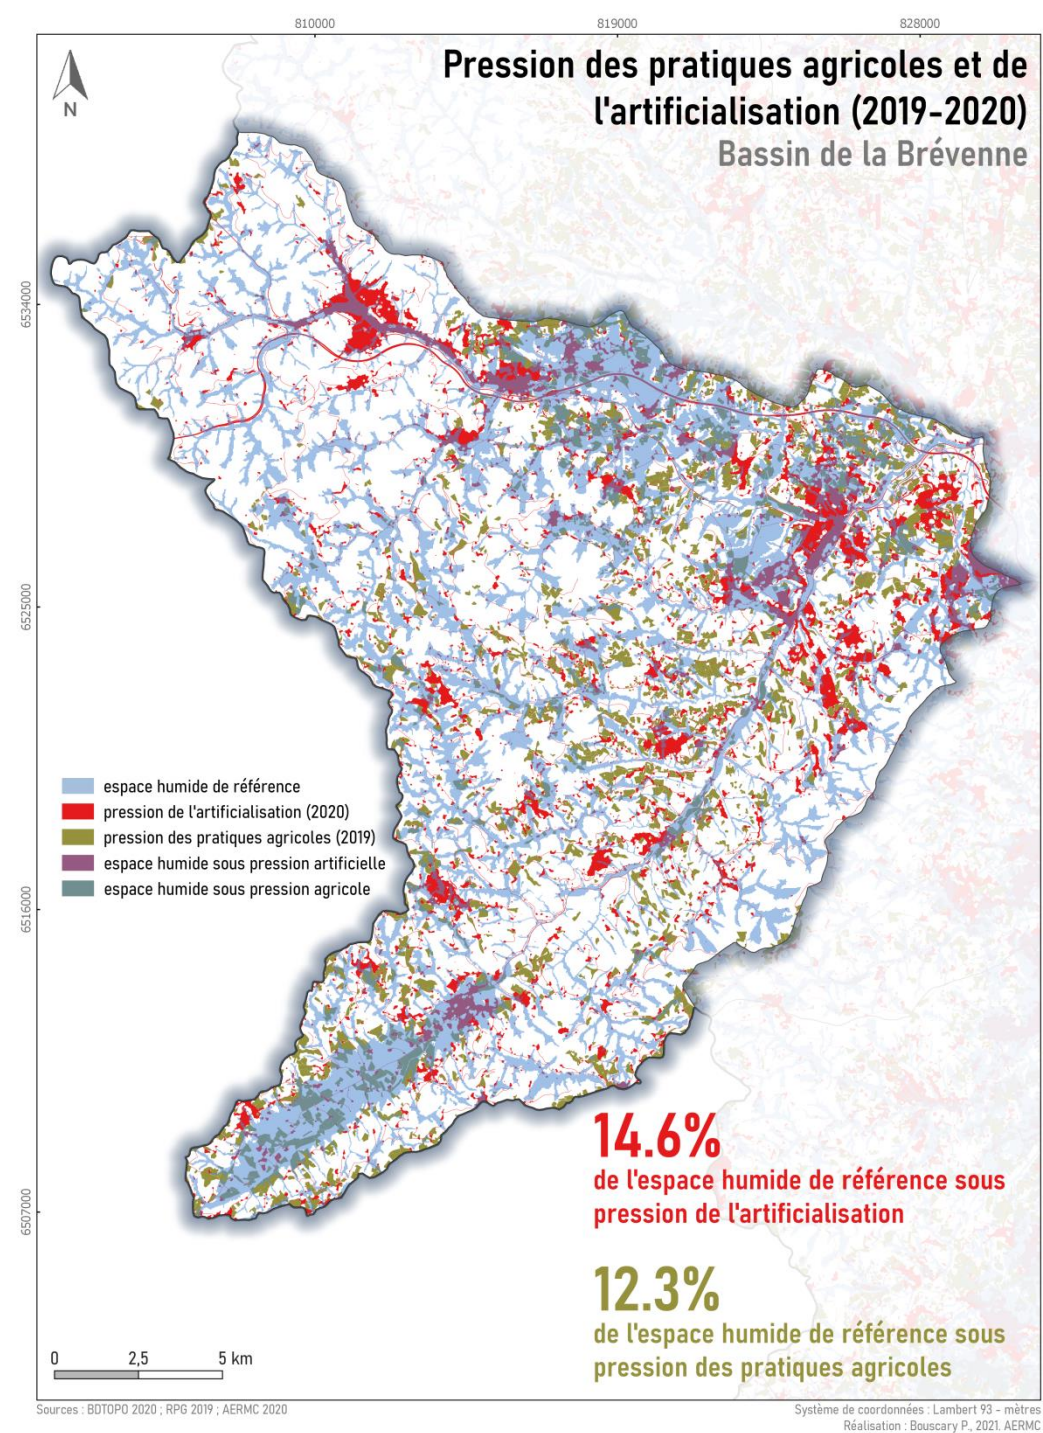 810000
819000
828000
Pression des pratiques agricoles et de
l'artificialisation (2019-2020)
Bassin de la Brévenne
N
6534000
6525000
6516000
6507000
espace humide de référence
pression de l'artificialisation (2020)
pression des pratiques agricoles (2019)
espace humide sous pression artificielle
espace humide sous pression agricole
14.6%
de l'espace humide de référence sous
pression de l'artificialisation
12.3%
de l'espace humide de référence sous
pression des pratiques agricoles
0
2,5
5 km
Sources : BDTOPO 2020 ; RPG 2019 ; AERMC 2020
Système de coordonnées : Lambert 93 - mètres
Réalisation : Bouscary P., 2021. AERMC